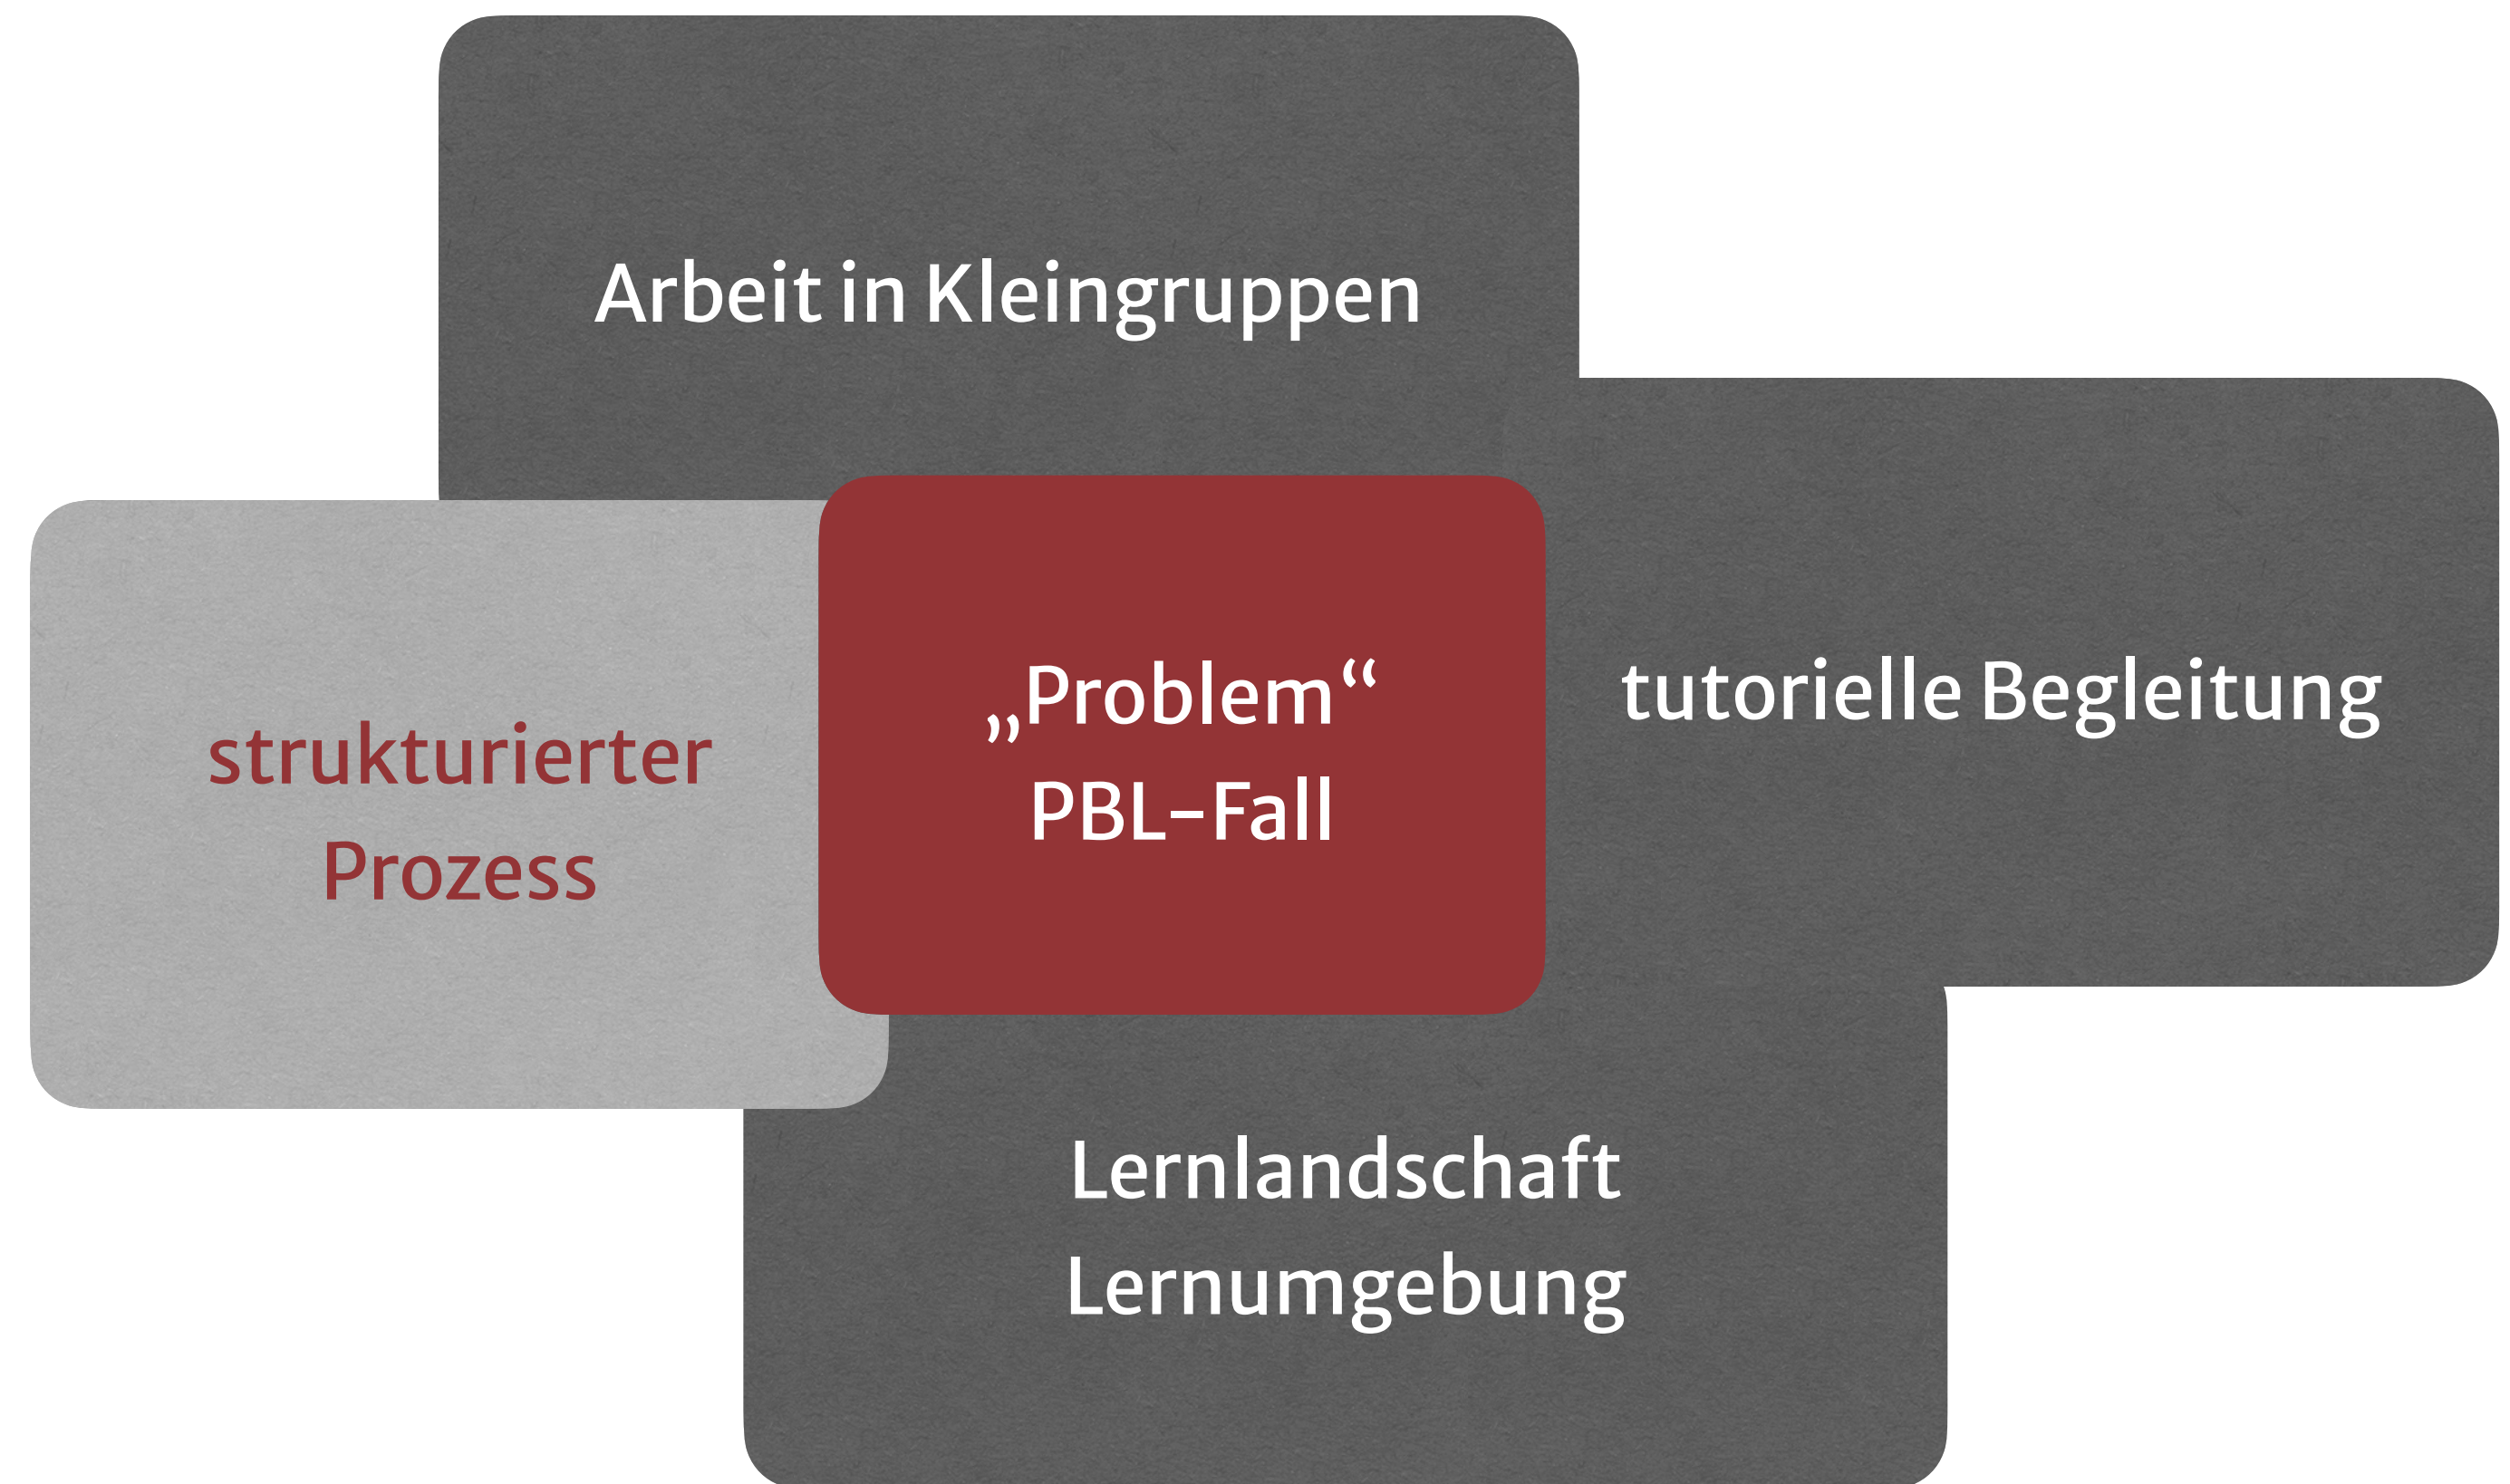 Arbeit in Kleingruppen
strukturierter
Prozess
„Problem“
PBL-Fall
tutorielle Begleitung
Lernlandschaft
Lernumgebung